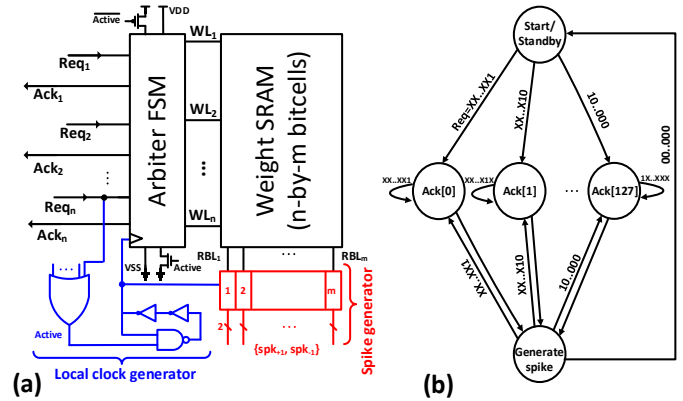 Active
VDD
Req1
Ack1
Req2
Ack2
Reqn
Ackn
Arbiter FSM
WL1
WL2
...
WLn
Weight SRAM
(n-by-m bitcells)
VSS
Active
RBL1
...
RBLm
1 2 m
2
...
{spk+1, spk-1}
Spike generator
...
Active
Local clock generator
(a)
Start/
Standby
Req=XX..XX1
XX..X10
10..000
00..000
XX..XX1
Ack[0]
XX..X1X
Ack[1]
...
Ack[127]
1X..XXX
XX..XX1
XX..X10
10..000
Generate
spike
(b)